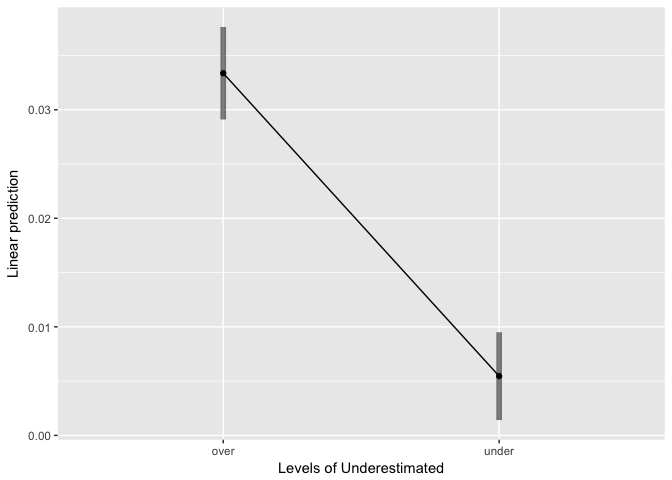 Linear prediction
0.03
0.02
0.01
0.00
over
under
Levels of Underestimated